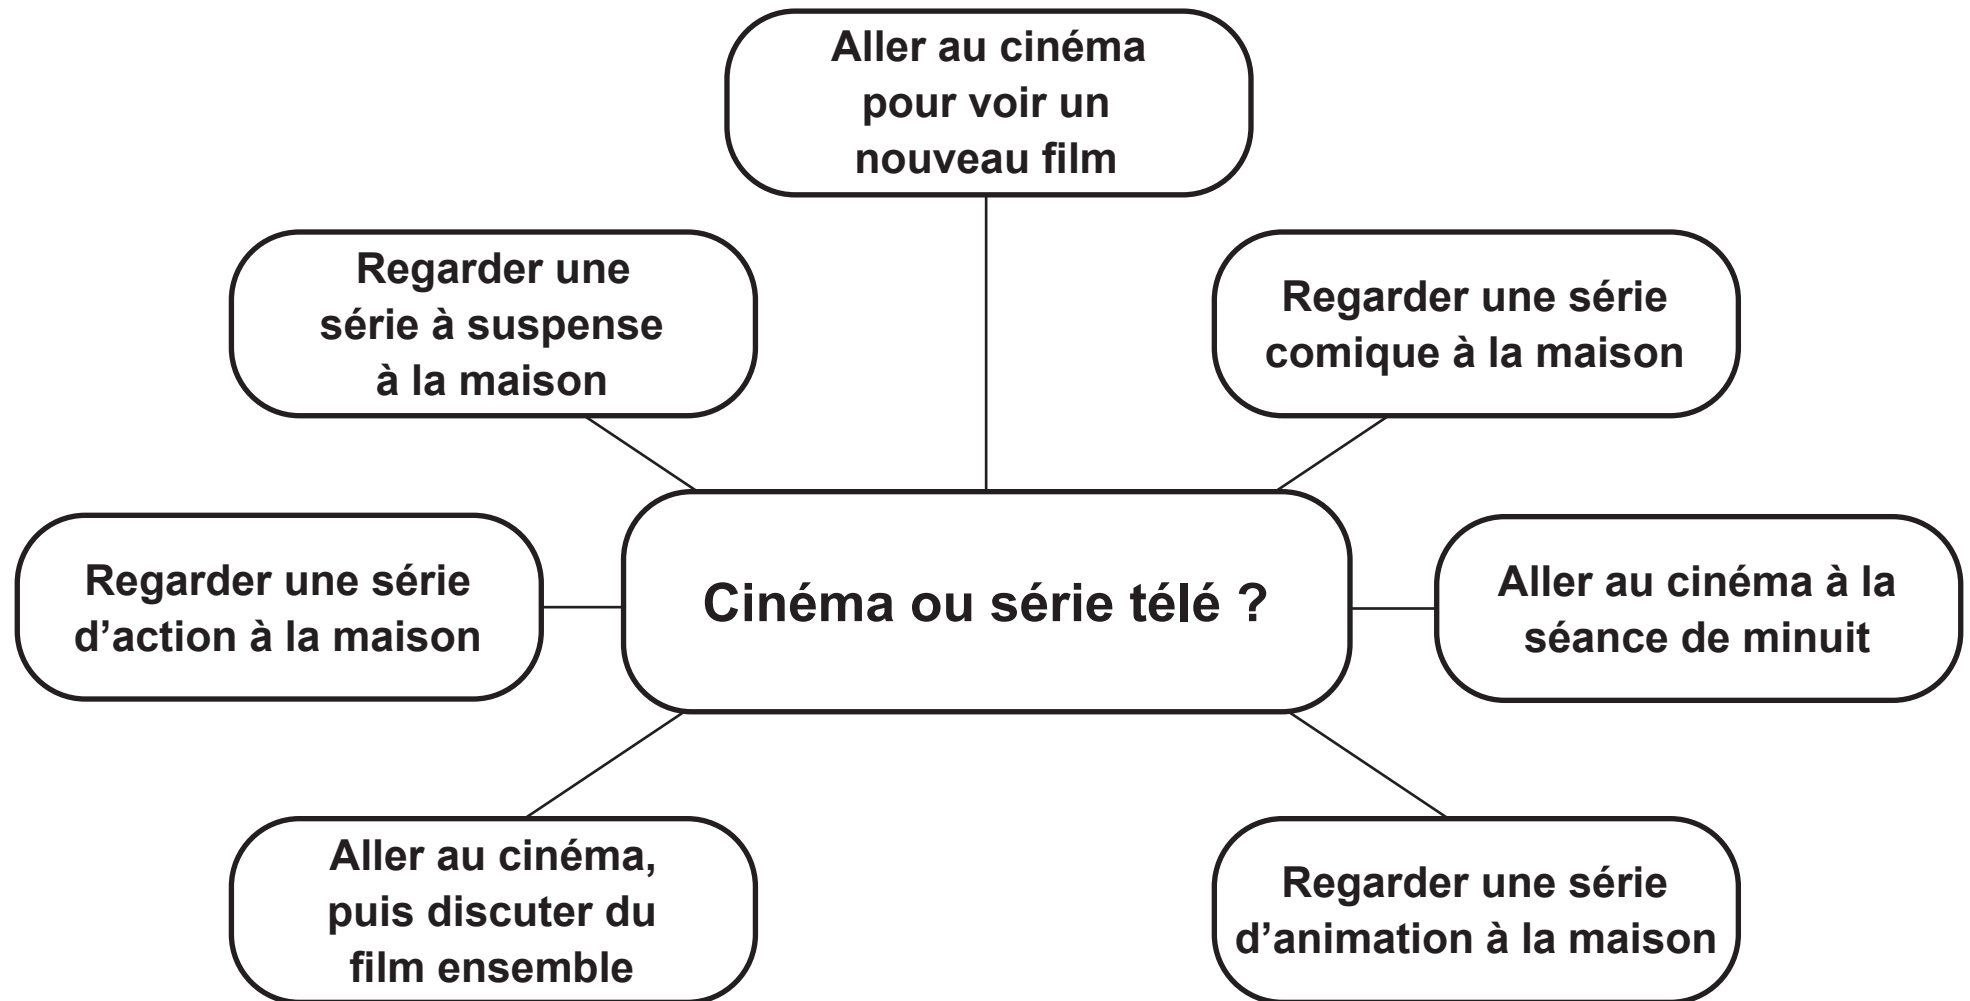 Aller au cinéma
pour voir un
nouveau film
Regarder une
série à suspense
à la maison
Regarder une série
comique à la maison
Regarder une série
d’action à la maison
Cinéma ou série télé ?
Aller au cinéma à la
séance de minuit
Aller au cinéma,
puis discuter du
film ensemble
Regarder une série
d’animation à la maison